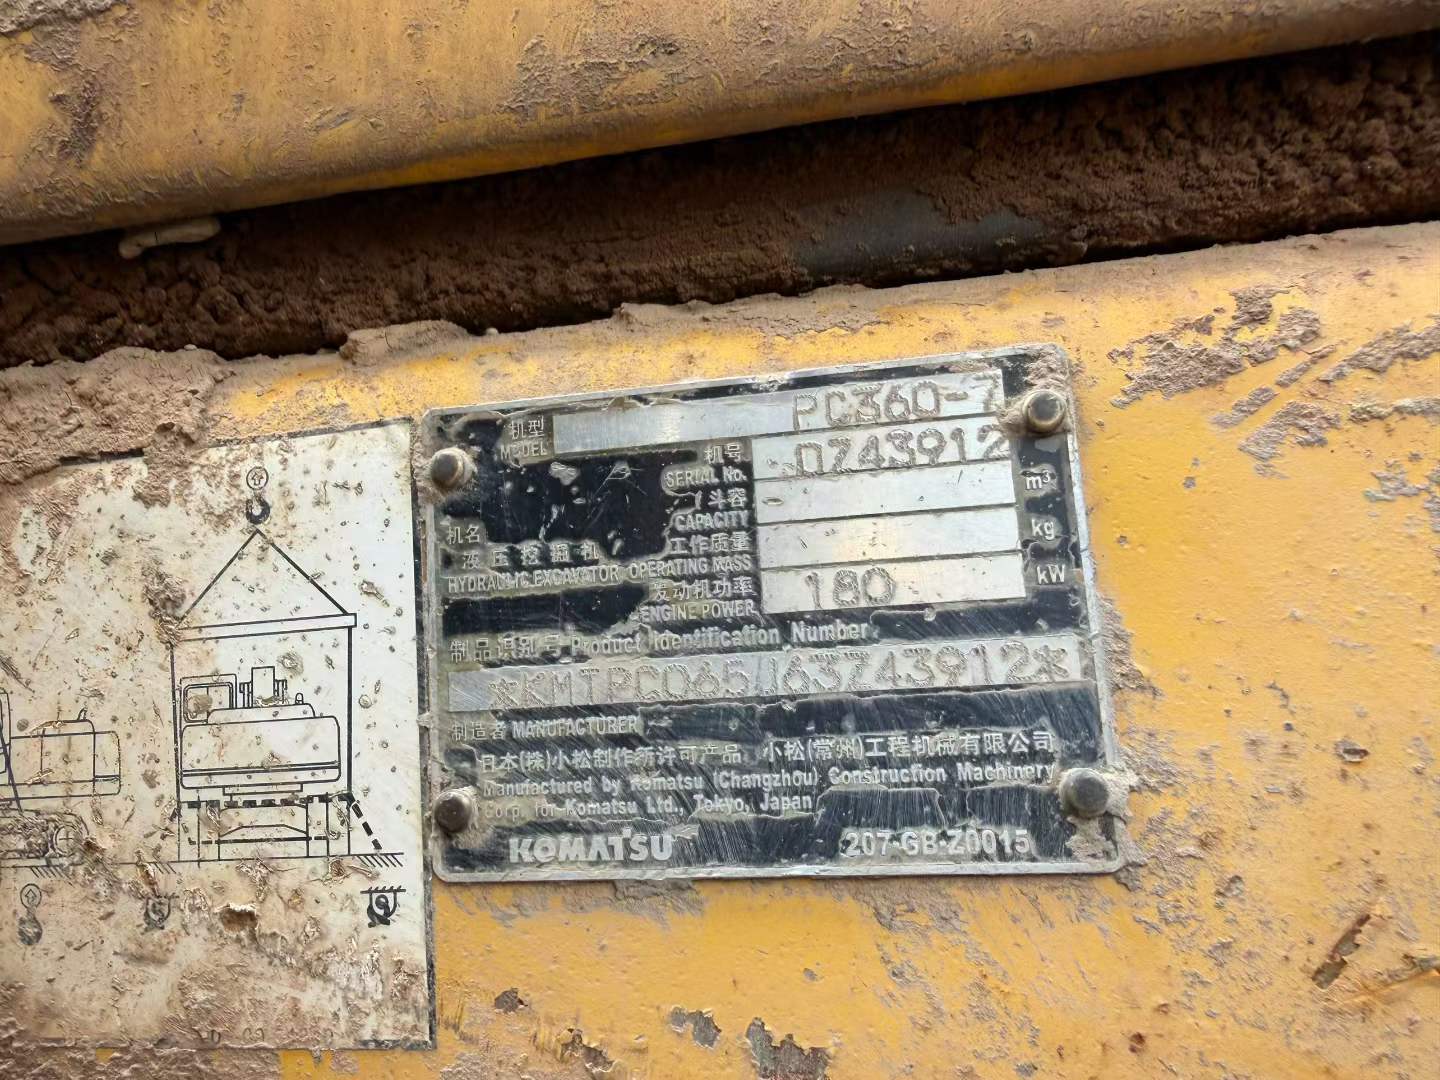 机型 PC360-7
MODEL
机号 DZ43912
SERIAL No.
斗容 - m³
CAPACITY
机名
工作质量 kg
液压挖掘机
HYDRAULIC EXCAVATOR OPERATING MASS
发动机功率 180 kW
ENGINE POWER
制品识别号 Product Identification Number
*KMTPC065J63Z43912*
制造者 MANUFACTURER
日本(株)小松制作所许可产品 小松(常州)工程机械有限公司
Manufactured by Komatsu (Changzhou) Construction Machinery
Corp. for Komatsu Ltd., Tokyo, Japan
KOMATSU 207-GB-Z0015